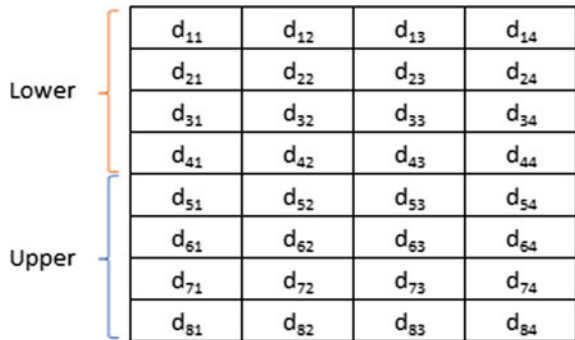 d₁₁ d₁₂ d₁₃ d₁₄
d₂₁ d₂₂ d₂₃ d₂₄
Lower
d₃₁ d₃₂ d₃₃ d₃₄
d₄₁ d₄₂ d₄₃ d₄₄
d₅₁ d₅₂ d₅₃ d₅₄
d₆₁ d₆₂ d₆₃ d₆₄
Upper
d₇₁ d₇₂ d₇₃ d₇₄
d₈₁ d₈₂ d₈₃ d₈₄